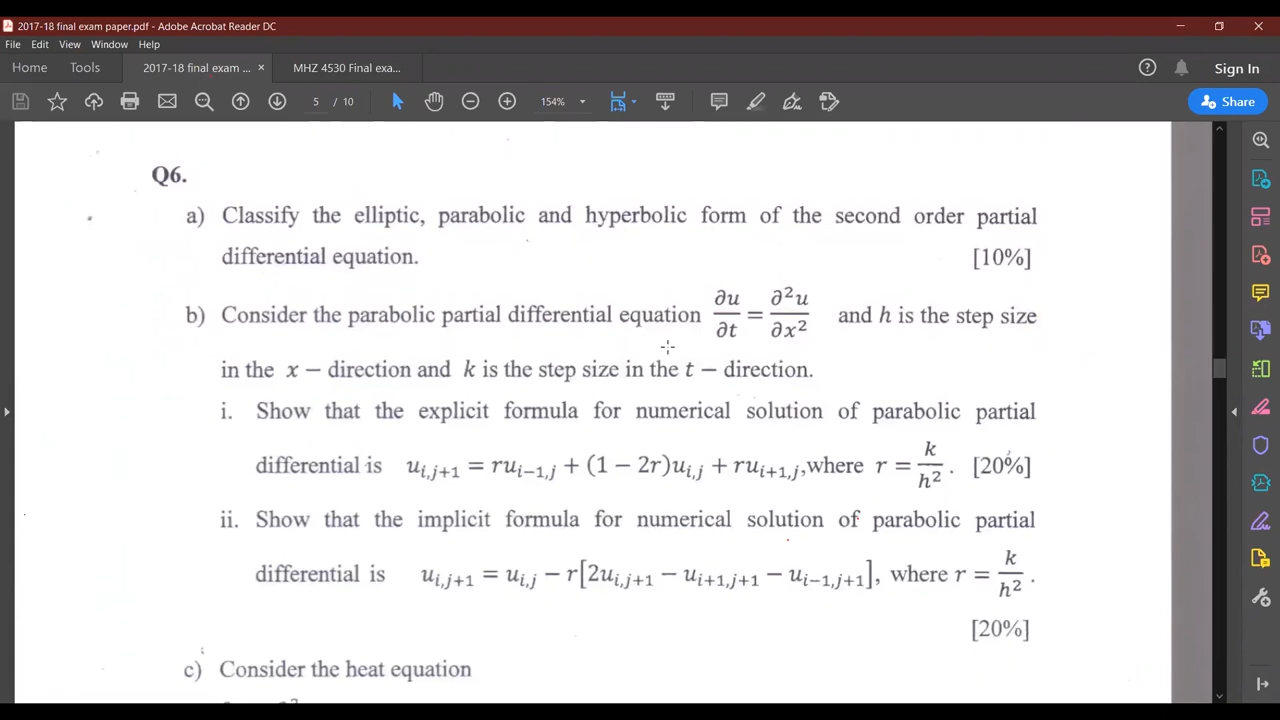 2017-18 final exam paper.pdf - Adobe Acrobat Reader DC
File Edit View Window Help
Home Tools 2017-18 final exam ... × MHZ 4530 Final exa... Sign In
5 / 10 154% Share
Q6.
a) Classify the elliptic, parabolic and hyperbolic form of the second order partial
differential equation. [10%]
b) Consider the parabolic partial differential equation ∂u/∂t = ∂²u/∂x² and h is the step size
in the x − direction and k is the step size in the t − direction.
i. Show that the explicit formula for numerical solution of parabolic partial
differential is u_{i,j+1} = ru_{i−1,j} + (1 − 2r)u_{i,j} + ru_{i+1,j},where r = k/h². [20%]
ii. Show that the implicit formula for numerical solution of parabolic partial
differential is u_{i,j+1} = u_{i,j} − r[2u_{i,j+1} − u_{i+1,j+1} − u_{i−1,j+1}], where r = k/h².
[20%]
c) Consider the heat equation